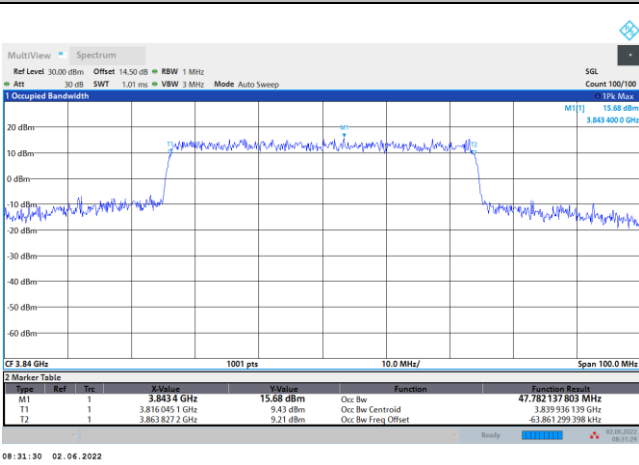 MultiView Spectrum
Ref Level 30.00 dBm Offset 14.50 dB RBW 1 MHz SGL
Att 30 dB SWT 1.01 ms VBW 3 MHz Mode Auto Sweep Count 100/100
1 Occupied Bandwidth 1Pk Max
M1[1] 15.68 dBm
3.843 400 0 GHz
20 dBm
M1
T1 T2
10 dBm
0 dBm
-10 dBm
-20 dBm
-30 dBm
-40 dBm
-50 dBm
-60 dBm
CF 3.84 GHz 1001 pts 10.0 MHz/ Span 100.0 MHz
2 Marker Table
Type Ref Trc X-Value Y-Value Function Function Result
M1 1 3.843 4 GHz 15.68 dBm Occ Bw 47.782 137 803 MHz
T1 1 3.816 045 1 GHz 9.43 dBm Occ Bw Centroid 3.839 936 139 GHz
T2 1 3.863 827 2 GHz 9.21 dBm Occ Bw Freq Offset -63.861 299 398 kHz
Ready 02.06.2022
08:31:29
08:31:30 02.06.2022